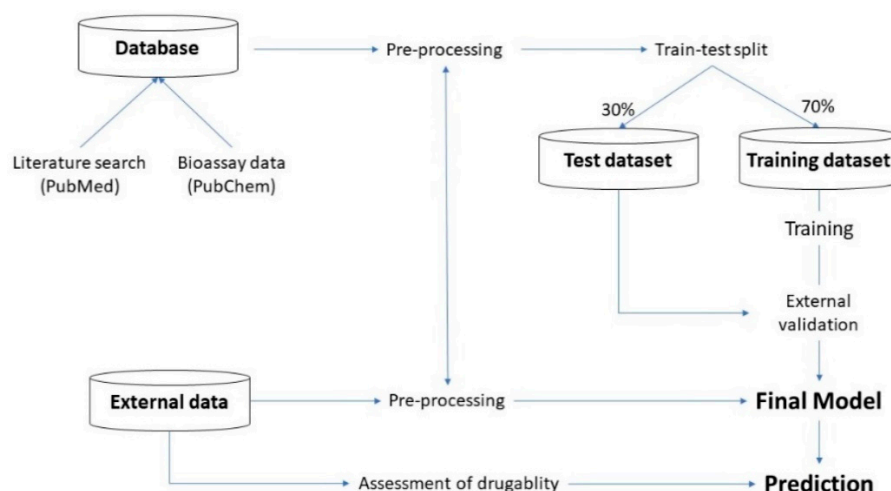 Database
Pre-processing
Train-test split
30%
70%
Literature search
(PubMed)
Bioassay data
(PubChem)
Test dataset
Training dataset
Training
External
validation
External data
Pre-processing
Final Model
Assessment of drugablity
Prediction